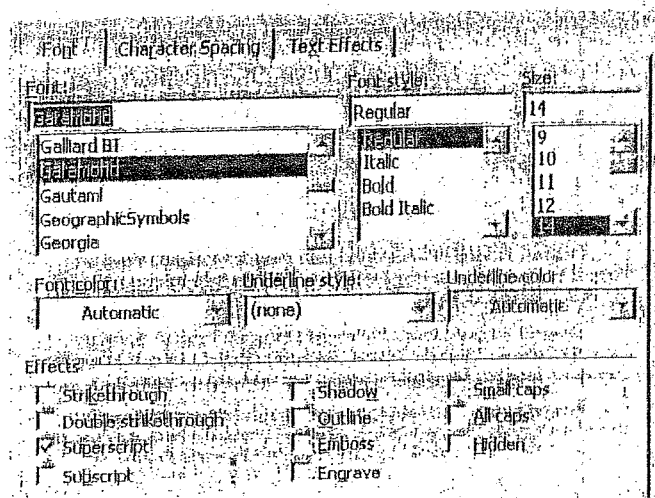 Font Character Spacing Text Effects
Font: Font style: Size:
Garamond Regular 14
Galliard BT Regular 9
Garamond Italic 10
Gautami Bold 11
GeographicSymbols Bold Italic 12
Georgia 14
Font color: Underline style: Underline color:
Automatic (none) Automatic
Effects
Strikethrough Shadow Small caps
Double strikethrough Outline All caps
Superscript Emboss Hidden
Subscript Engrave